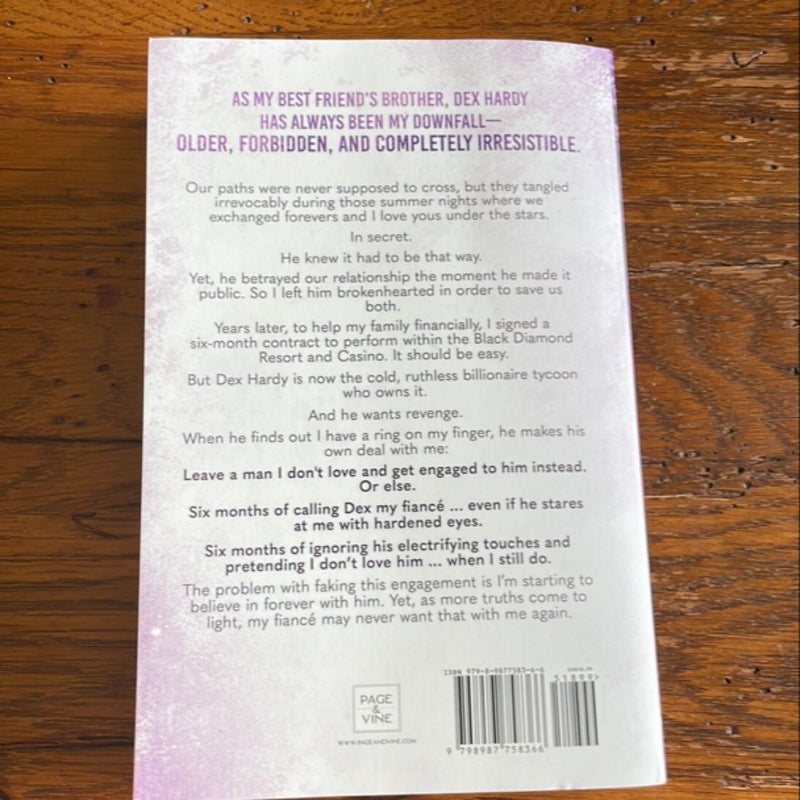 AS MY BEST FRIEND'S BROTHER, DEX HARDY
HAS ALWAYS BEEN MY DOWNFALL—
OLDER, FORBIDDEN, AND COMPLETELY IRRESISTIBLE.
Our paths were never supposed to cross, but they tangled
irrevocably during those summer nights where we
exchanged forevers and I love yous under the stars.
In secret.
He knew it had to be that way.
Yet, he betrayed our relationship the moment he made it
public. So I left him brokenhearted in order to save us
both.
Years later, to help my family financially, I signed a
six-month contract to perform within the Black Diamond
Resort and Casino. It should be easy.
But Dex Hardy is now the cold, ruthless billionaire tycoon
who owns it.
And he wants revenge.
When he finds out I have a ring on my finger, he makes his
own deal with me:
Leave a man I don't love and get engaged to him instead.
Or else.
Six months of calling Dex my fiancé ... even if he stares
at me with hardened eyes.
Six months of ignoring his electrifying touches and
pretending I don't love him ... when I still do.
The problem with faking this engagement is I'm starting to
believe in forever with him. Yet, as more truths come to
light, my fiancé may never want that with me again.
PAGE
&
VINE
WWW.PAGEANDVINE.COM
ISBN 979-8-9877583-6-6
51899>
9 798987 758366